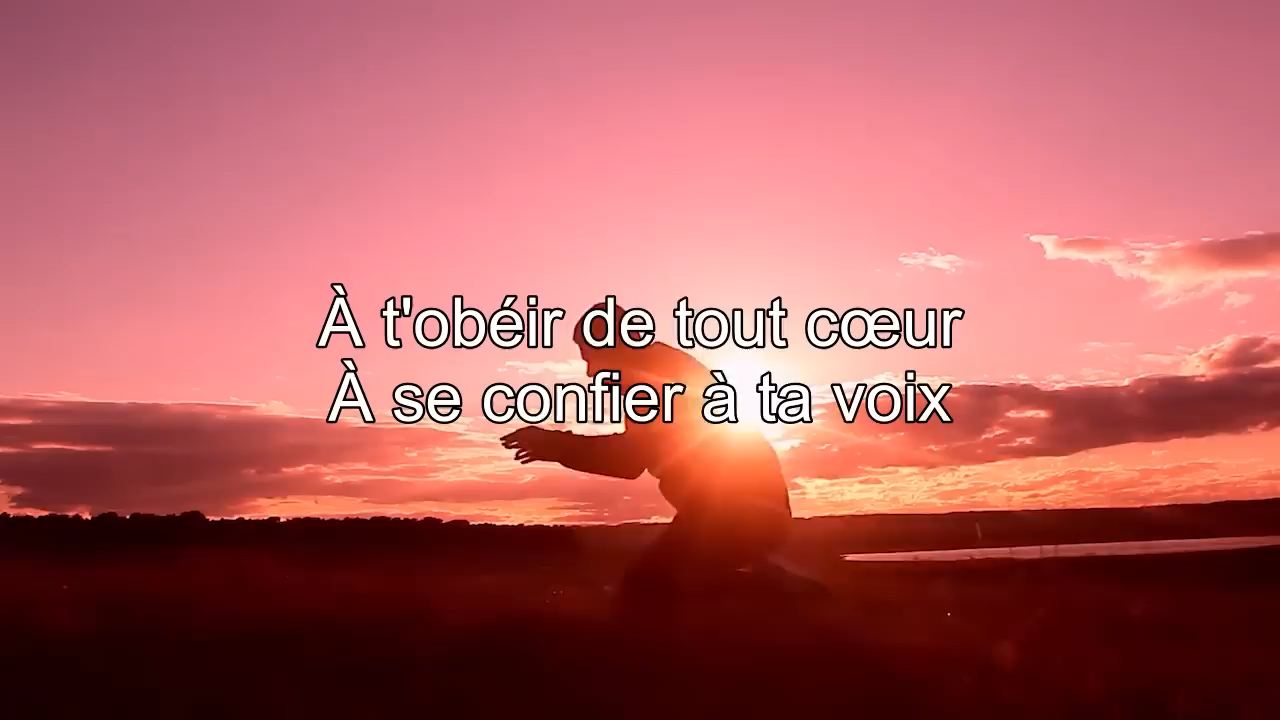 À t'obéir de tout cœur
À se confier à ta voix